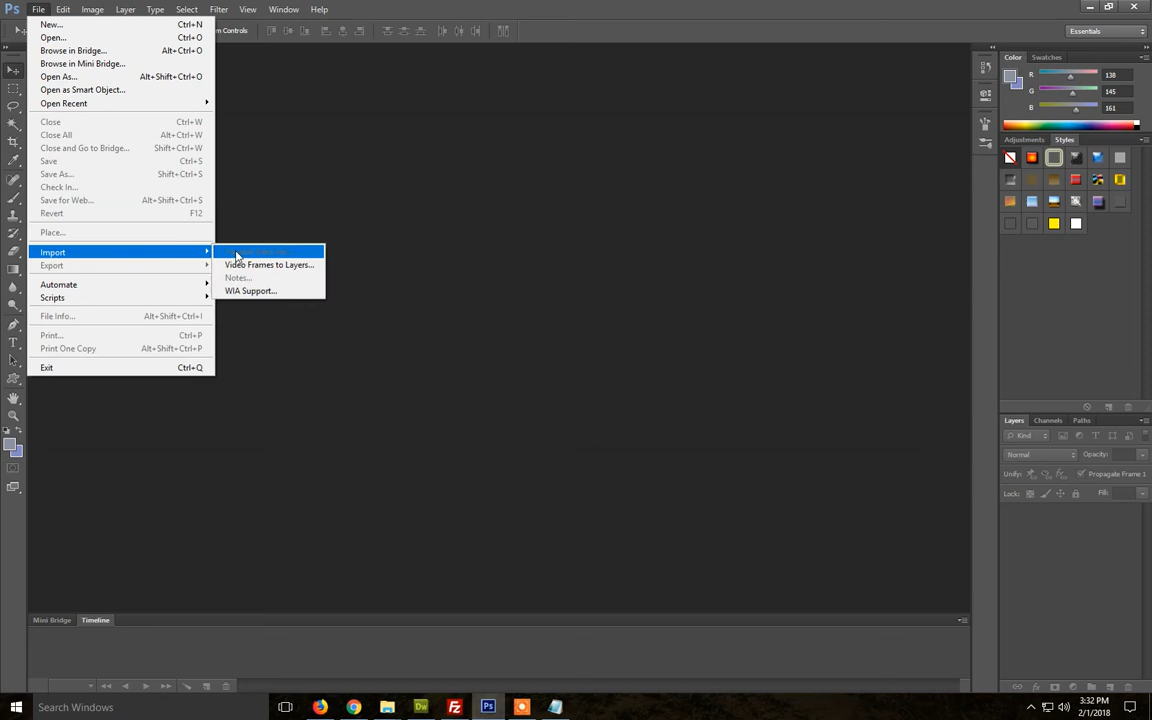 Ps File Edit Image Layer Type Select Filter View Window Help
Controls
Essentials
New... Ctrl+N
Open... Ctrl+O
Browse in Bridge... Alt+Ctrl+O
Browse in Mini Bridge...
Open As... Alt+Shift+Ctrl+O
Open as Smart Object...
Open Recent
Close Ctrl+W
Close All Alt+Ctrl+W
Close and Go to Bridge... Shift+Ctrl+W
Save Ctrl+S
Save As... Shift+Ctrl+S
Check In...
Save for Web... Alt+Shift+Ctrl+S
Revert F12
Place...
Import
Export
Automate
Scripts
File Info... Alt+Shift+Ctrl+I
Print... Ctrl+P
Print One Copy Alt+Shift+Ctrl+P
Exit Ctrl+Q
Video Frames to Layers...
Notes...
WIA Support...
Color Swatches
R 138
G 145
B 161
Adjustments Styles
Layers Channels Paths
Kind
Normal Opacity:
Unify: Propagate Frame 1
Lock: Fill:
Mini Bridge Timeline
Search Windows
Dw
Fz
Ps
3:32 PM
2/1/2018